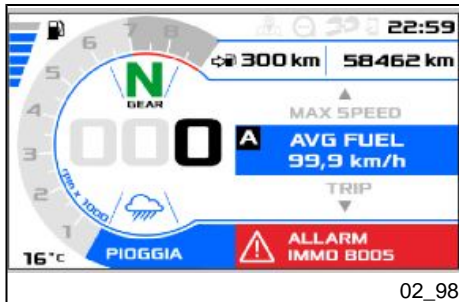 22:59
300 km
58462 km
8
7
6
5
4
3
2
1
rpm x 1000
N
GEAR
000
MAX SPEED
A AVG FUEL
99,9 km/h
TRIP
16°c
PIOGGIA
ALLARM
IMMO 8005
02_98